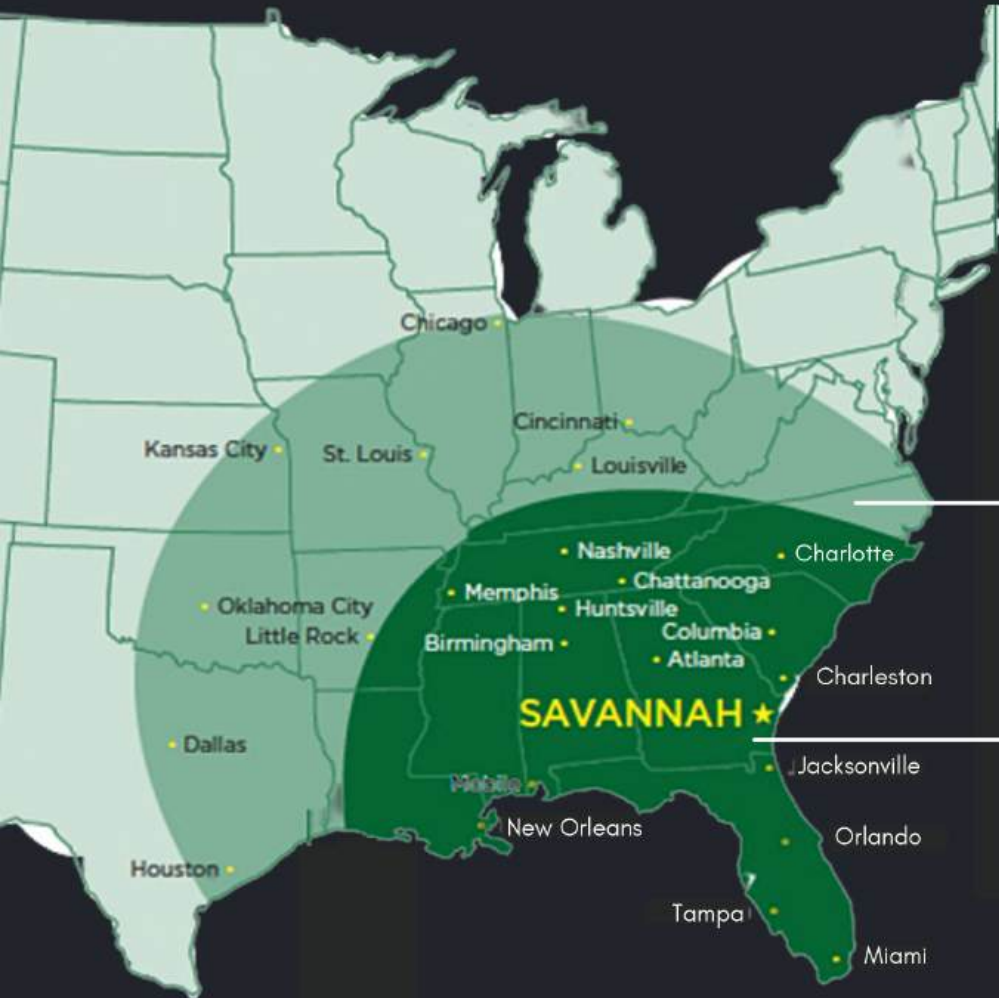 Chicago
Cincinnati
Kansas City
St. Louis
Louisville
Nashville
Charlotte
Chattanooga
Memphis
Oklahoma City
Huntsville
Little Rock
Columbia
Birmingham
Atlanta
Charleston
SAVANNAH
Dallas
Jacksonville
Mobile
New Orleans
Orlando
Houston
Tampa
Miami